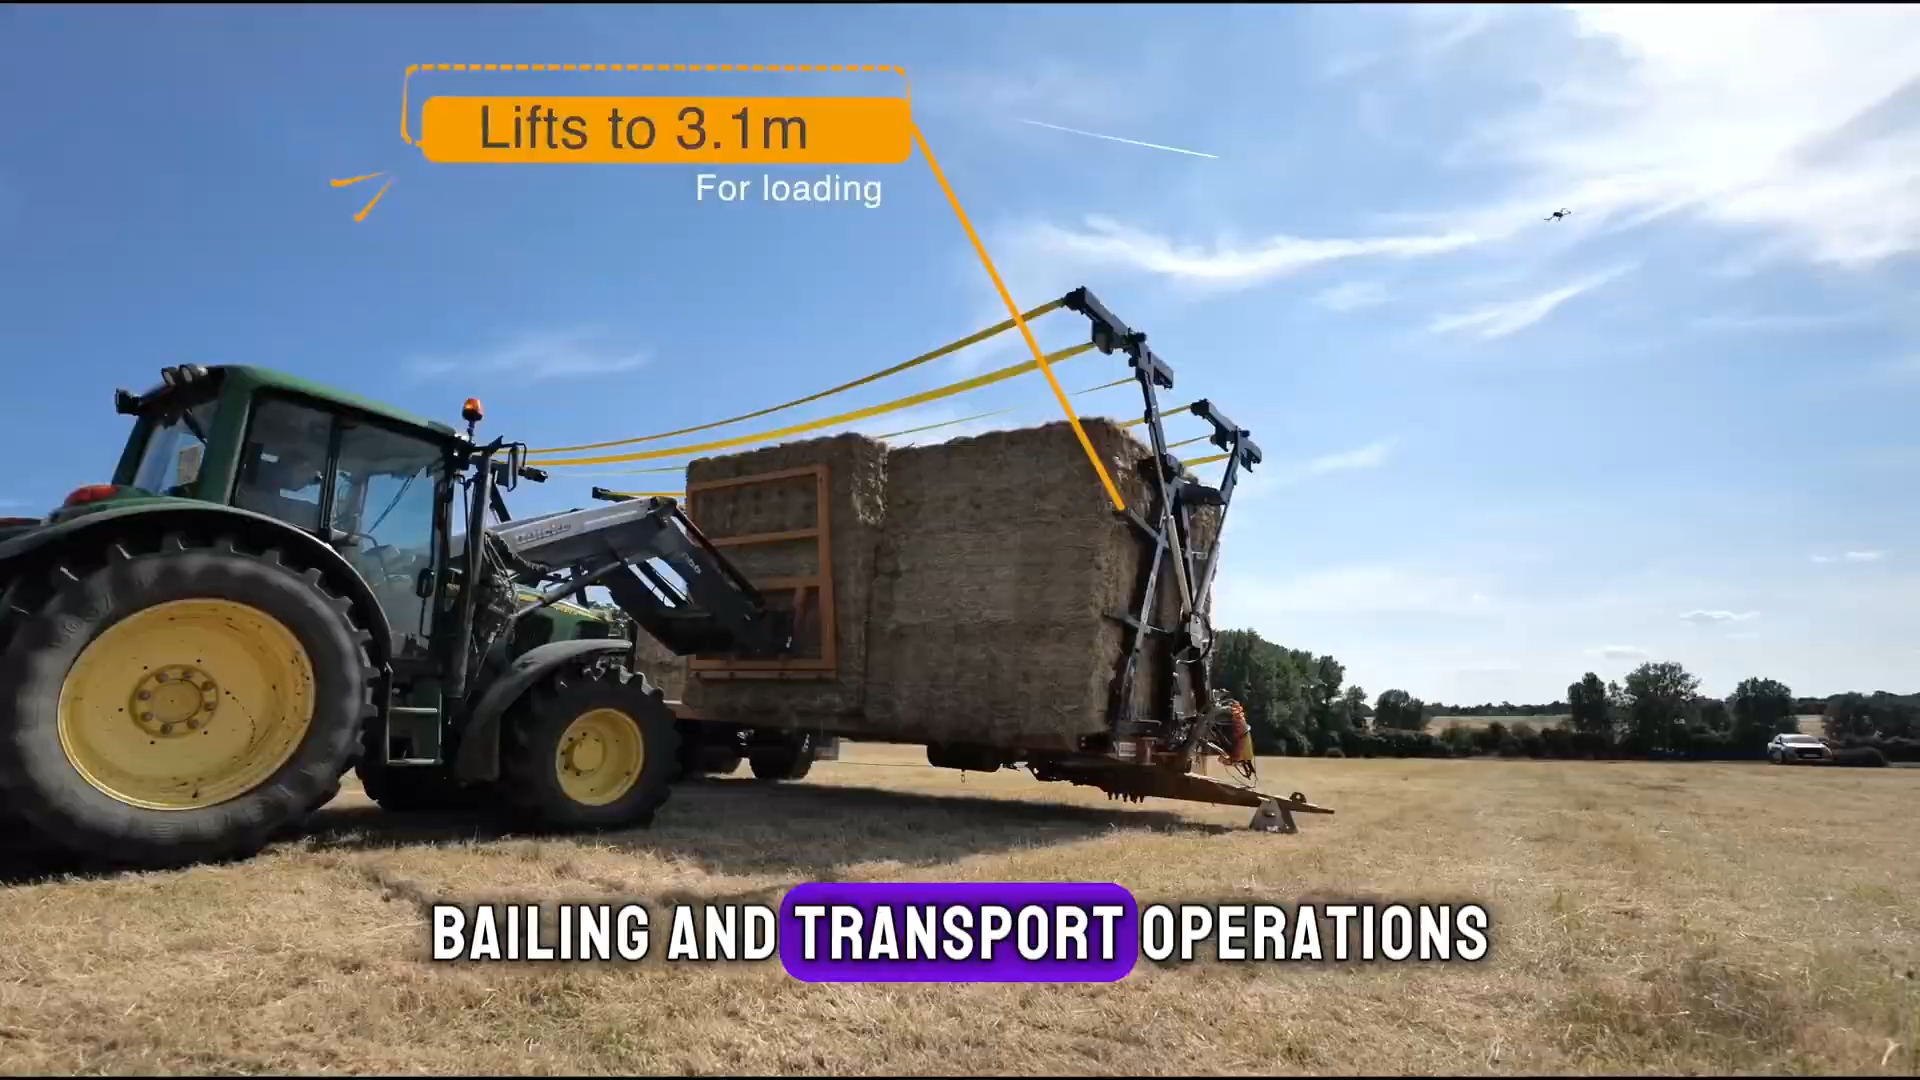 Lifts to 3.1m
For loading
BAILING AND TRANSPORT OPERATIONS